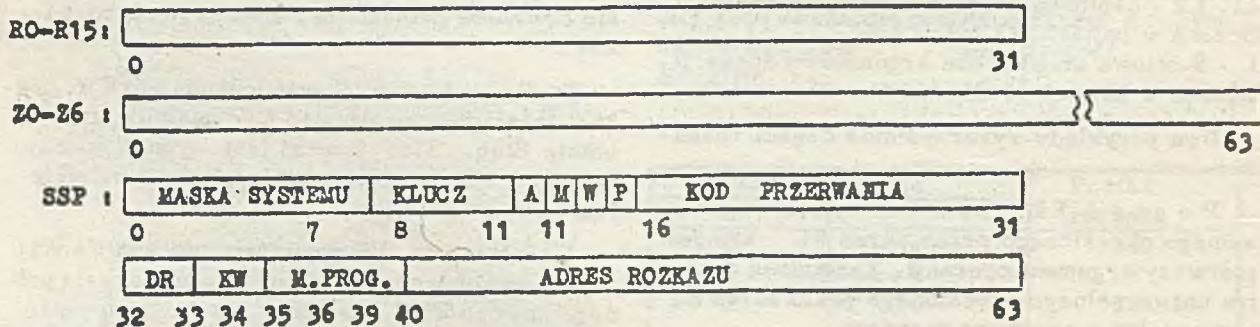 RO-R15:
0 31
ZO-Z6 :
0 63
SSP : MASKA SYSTEMU KLUCZ A M W P KOD PRZERWANIA
0 7 8 11 11 16 31
DR KW M.PROG. ADRES ROZKAZU
32 33 34 35 36 39 40 63